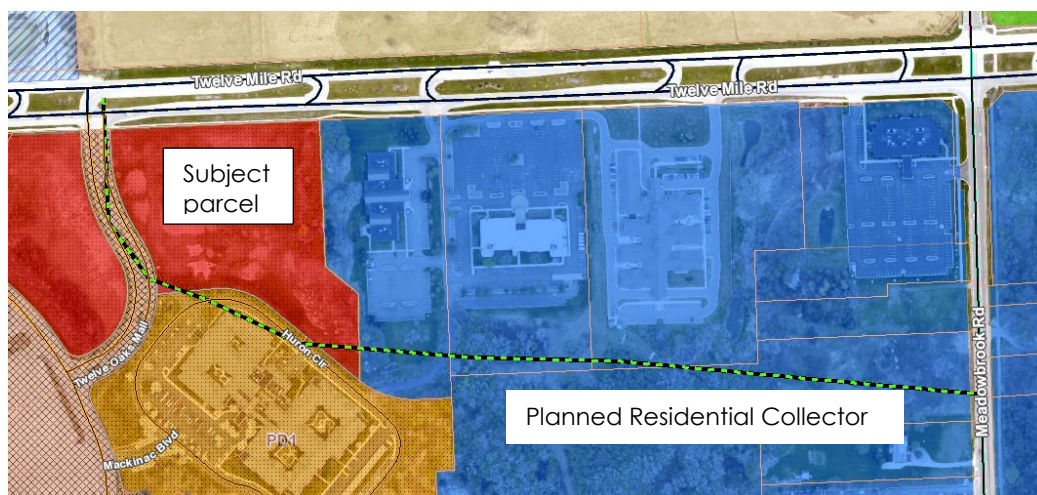 Twelve Mile Rd
Twelve Mile Rd
Subject
parcel
Huron Cir
Twelve Oaks Mall
Meadowbrook Rd
Planned Residential Collector
PD1
Mackinac Blvd